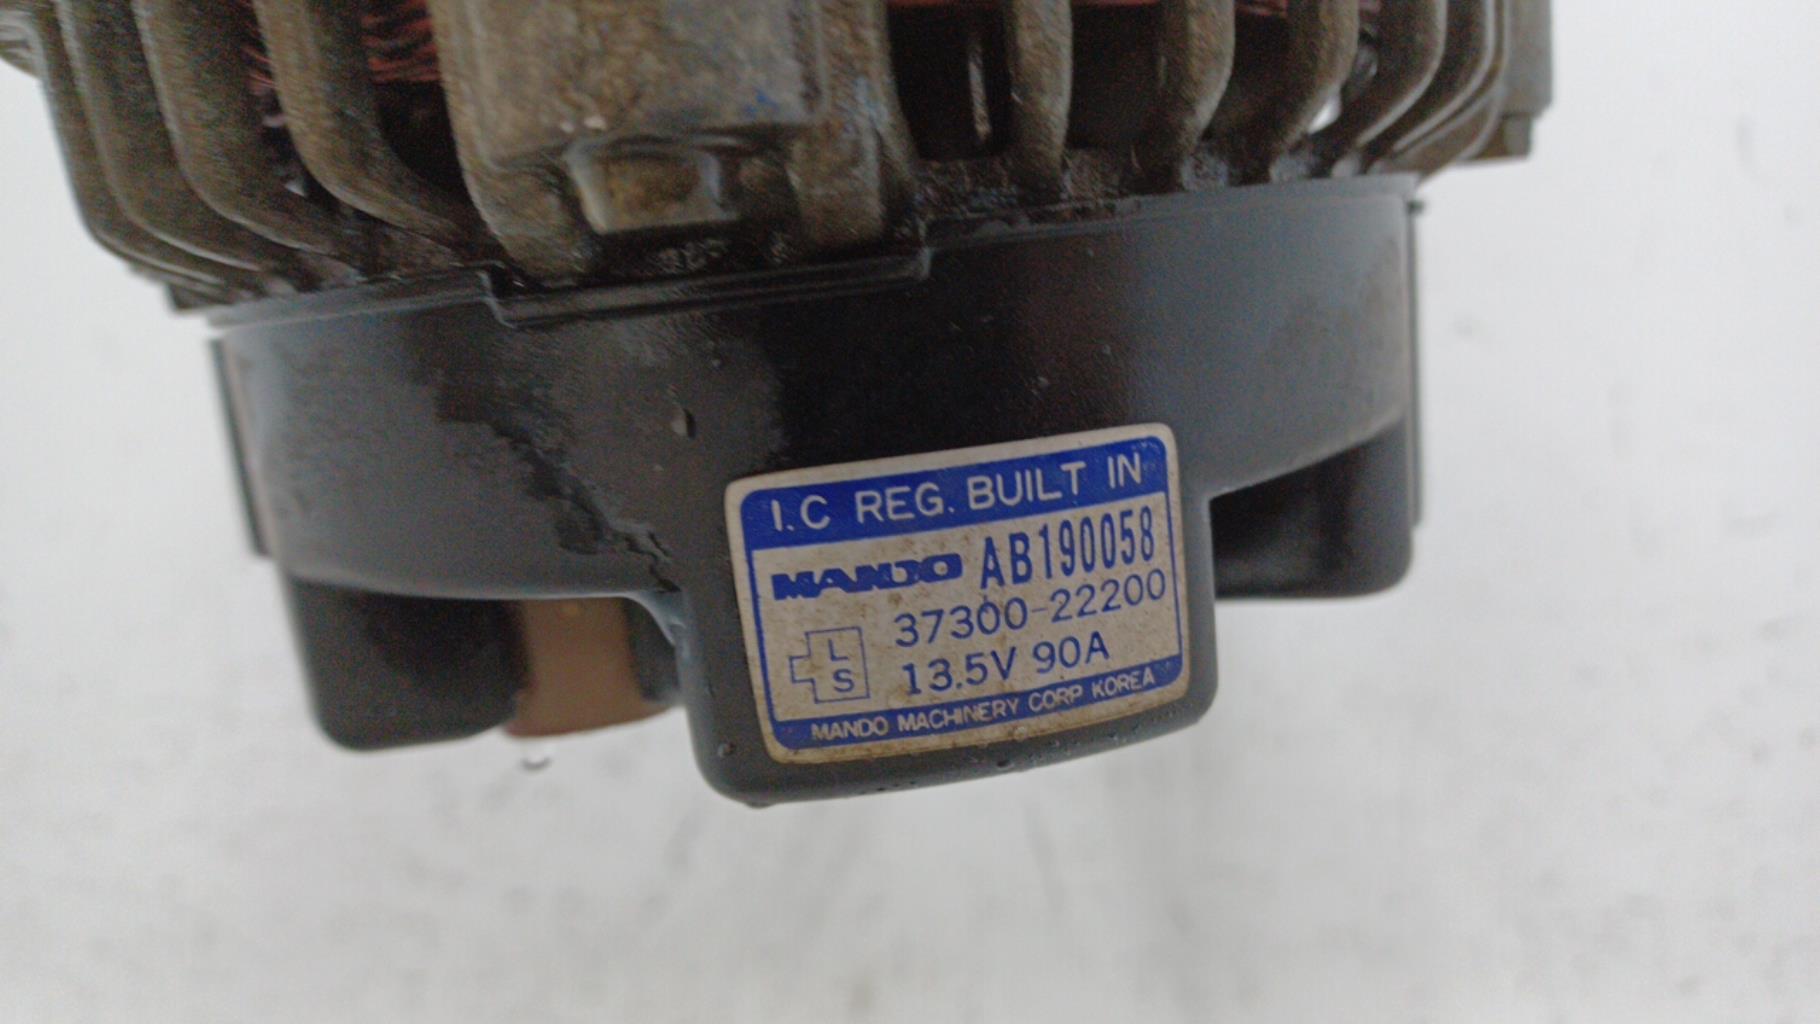 I.C REG. BUILT IN
MANDO AB190058
37300-22200
L
S
13.5V 90A
MANDO MACHINERY CORP KOREA